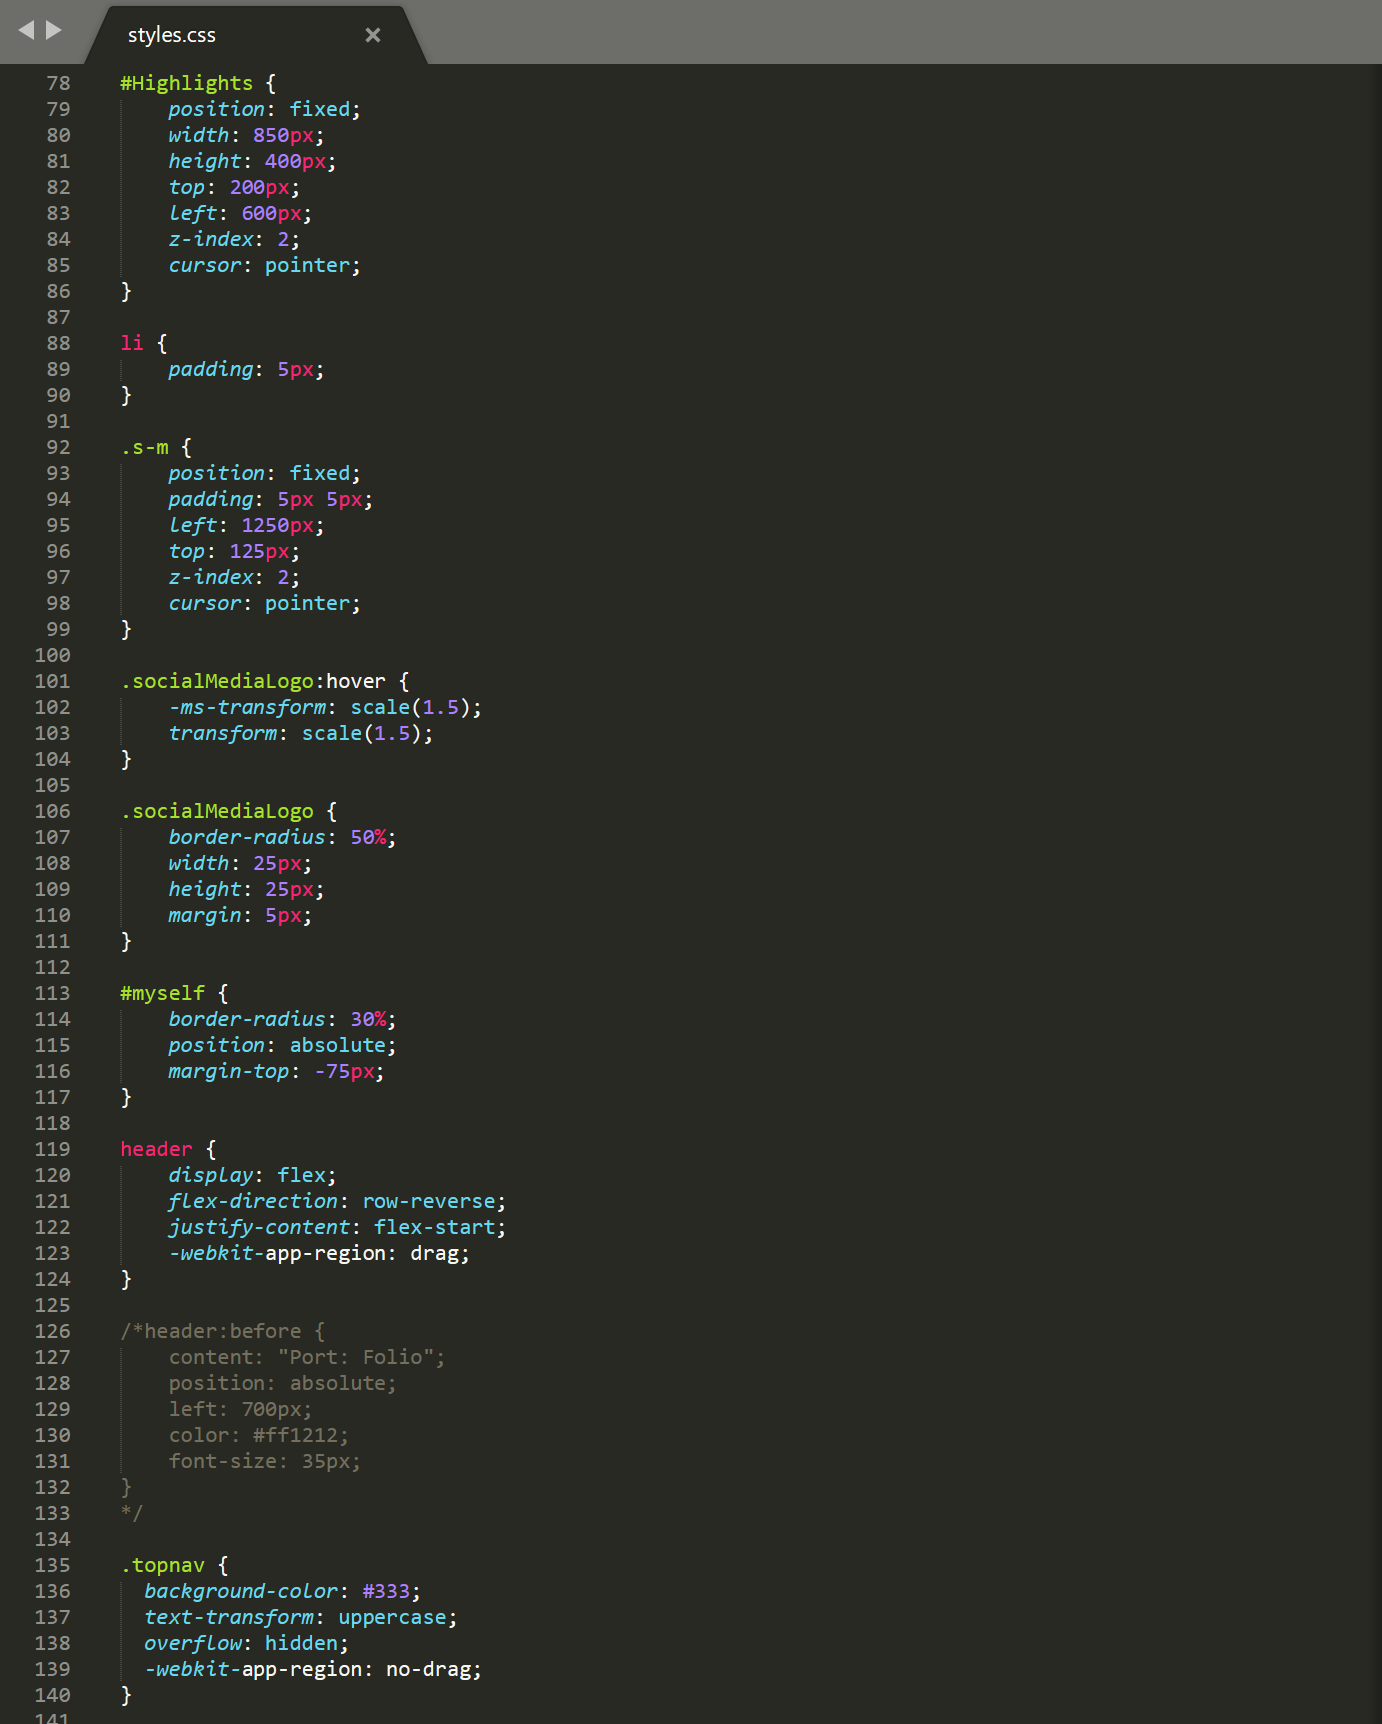 styles.css
78 #Highlights {
79     position: fixed;
80     width: 850px;
81     height: 400px;
82     top: 200px;
83     left: 600px;
84     z-index: 2;
85     cursor: pointer;
86 }
87
88 li {
89     padding: 5px;
90 }
91
92 .s-m {
93     position: fixed;
94     padding: 5px 5px;
95     left: 1250px;
96     top: 125px;
97     z-index: 2;
98     cursor: pointer;
99 }
100
101 .socialMediaLogo:hover {
102     -ms-transform: scale(1.5);
103     transform: scale(1.5);
104 }
105
106 .socialMediaLogo {
107     border-radius: 50%;
108     width: 25px;
109     height: 25px;
110     margin: 5px;
111 }
112
113 #myself {
114     border-radius: 30%;
115     position: absolute;
116     margin-top: -75px;
117 }
118
119 header {
120     display: flex;
121     flex-direction: row-reverse;
122     justify-content: flex-start;
123     -webkit-app-region: drag;
124 }
125
126 /*header:before {
127     content: "Port: Folio";
128     position: absolute;
129     left: 700px;
130     color: #ff1212;
131     font-size: 35px;
132 }
133 */
134
135 .topnav {
136   background-color: #333;
137   text-transform: uppercase;
138   overflow: hidden;
139   -webkit-app-region: no-drag;
140 }
141